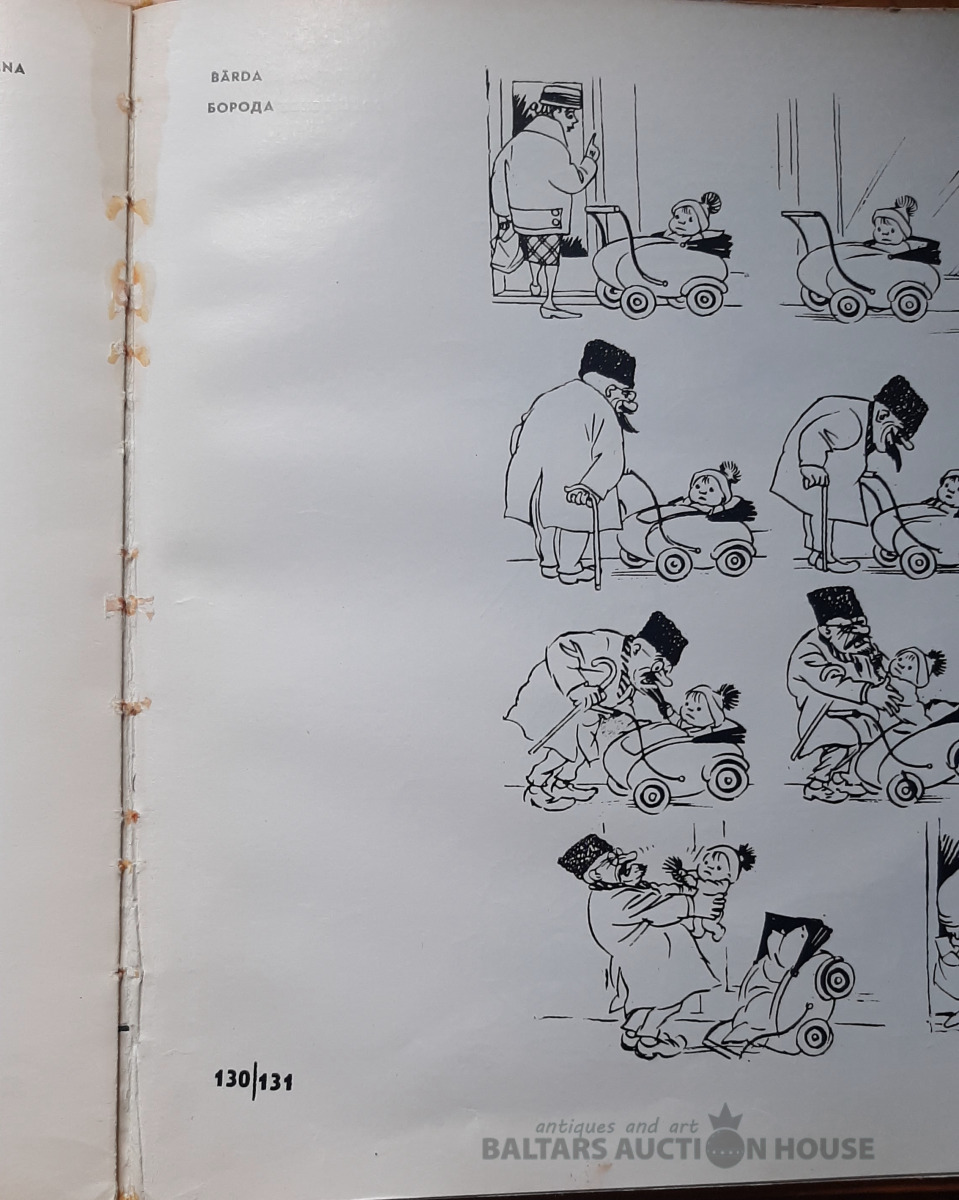 NA
BĀRDA
БОРОДА
130/131
antiques and art
BALTARS AUCTION HOUSE